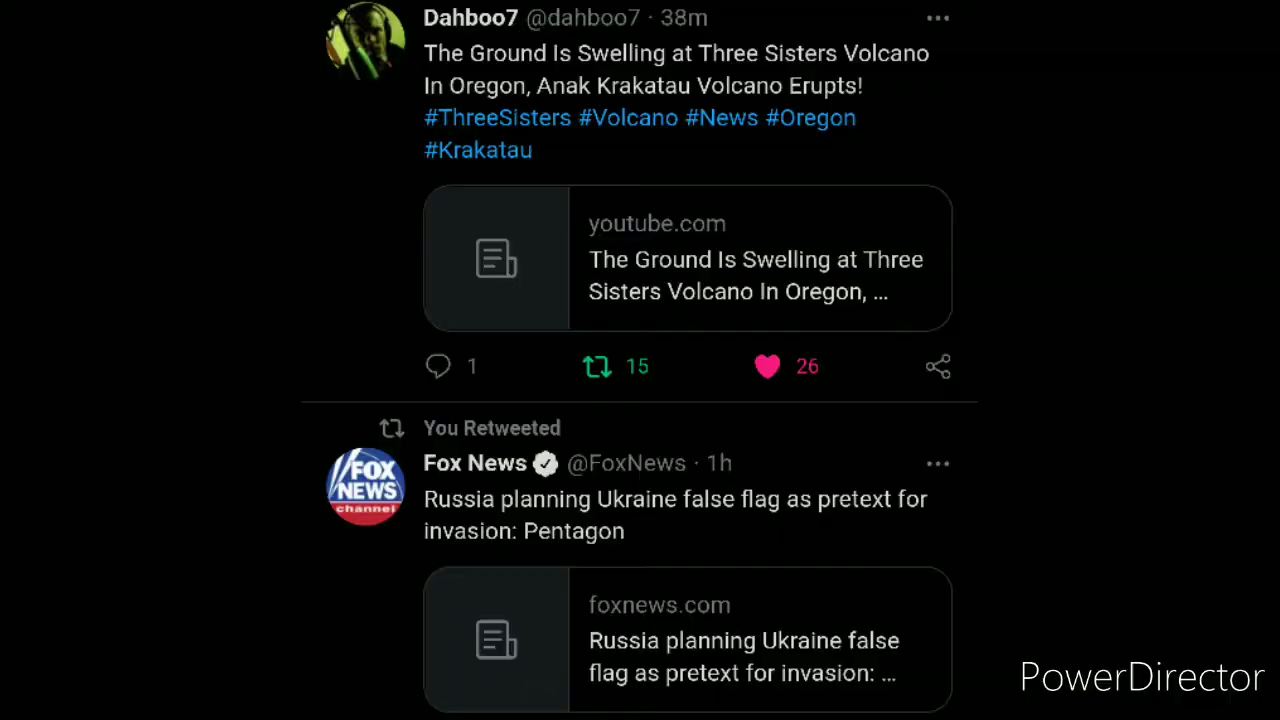 Dahboo7 @dahboo7 · 38m
The Ground Is Swelling at Three Sisters Volcano
In Oregon, Anak Krakatau Volcano Erupts!
#ThreeSisters #Volcano #News #Oregon
#Krakatau
youtube.com
The Ground Is Swelling at Three
Sisters Volcano In Oregon, ...
1 15 26
You Retweeted
Fox News @FoxNews · 1h
FOX
NEWS
channel
Russia planning Ukraine false flag as pretext for
invasion: Pentagon
foxnews.com
Russia planning Ukraine false
flag as pretext for invasion: ...
PowerDirector